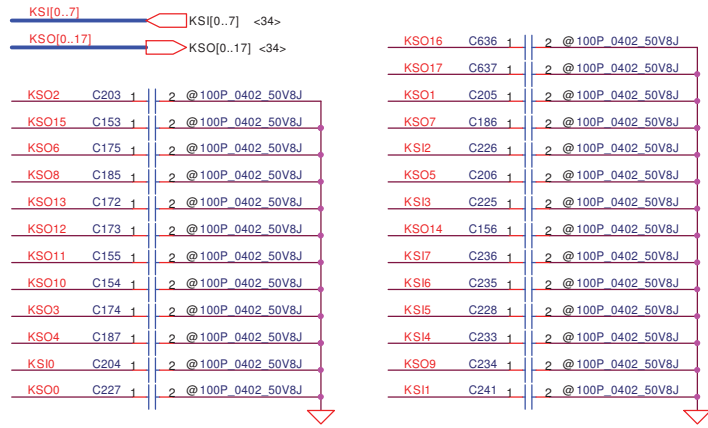 KSI[0..7] KSI[0..7] <34>
KSO[0..17] KSO[0..17] <34>
KSO2 C203 1 2 @100P_0402_50V8J
KSO15 C153 1 2 @100P_0402_50V8J
KSO6 C175 1 2 @100P_0402_50V8J
KSO8 C185 1 2 @100P_0402_50V8J
KSO13 C172 1 2 @100P_0402_50V8J
KSO12 C173 1 2 @100P_0402_50V8J
KSO11 C155 1 2 @100P_0402_50V8J
KSO10 C154 1 2 @100P_0402_50V8J
KSO3 C174 1 2 @100P_0402_50V8J
KSO4 C187 1 2 @100P_0402_50V8J
KSI0 C204 1 2 @100P_0402_50V8J
KSO0 C227 1 2 @100P_0402_50V8J
KSO16 C636 1 2 @100P_0402_50V8J
KSO17 C637 1 2 @100P_0402_50V8J
KSO1 C205 1 2 @100P_0402_50V8J
KSO7 C186 1 2 @100P_0402_50V8J
KSI2 C226 1 2 @100P_0402_50V8J
KSO5 C206 1 2 @100P_0402_50V8J
KSI3 C225 1 2 @100P_0402_50V8J
KSO14 C156 1 2 @100P_0402_50V8J
KSI7 C236 1 2 @100P_0402_50V8J
KSI6 C235 1 2 @100P_0402_50V8J
KSI5 C228 1 2 @100P_0402_50V8J
KSI4 C233 1 2 @100P_0402_50V8J
KSO9 C234 1 2 @100P_0402_50V8J
KSI1 C241 1 2 @100P_0402_50V8J